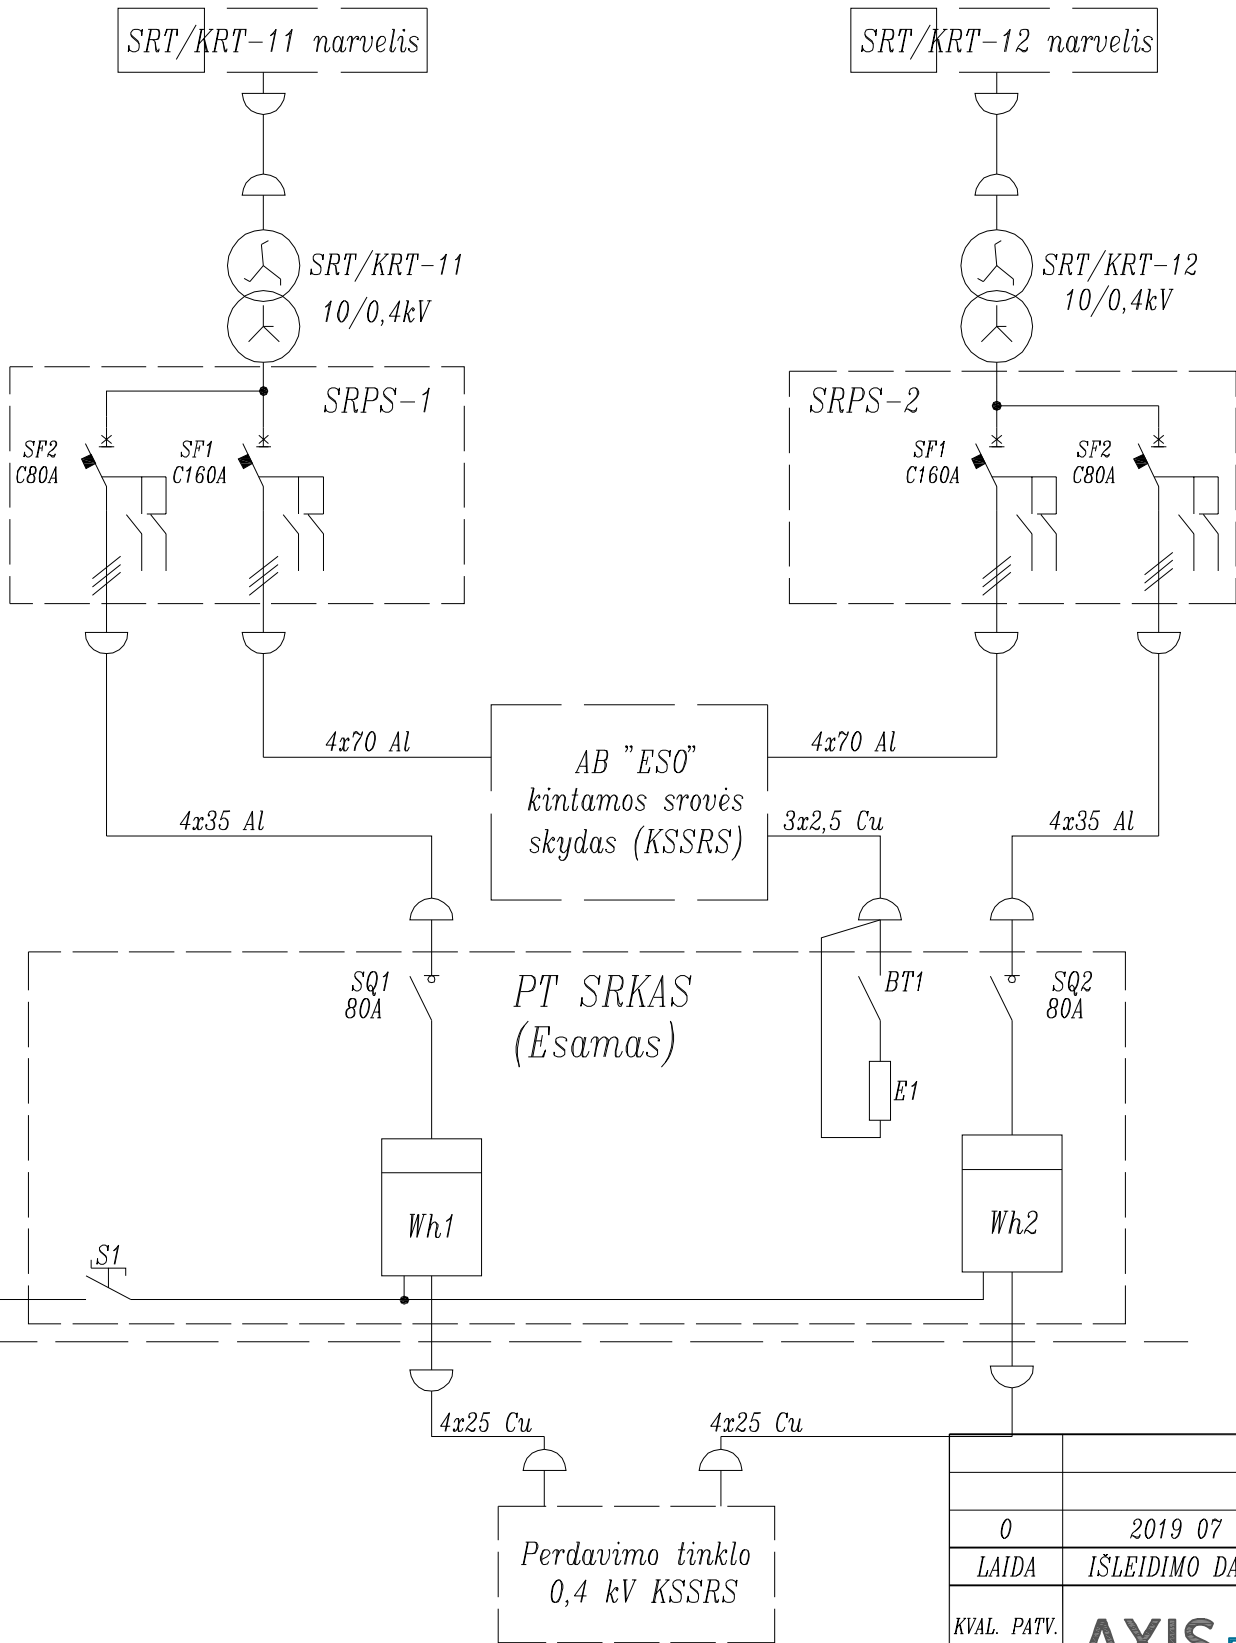 SRT/KRT-11 narvelis
SRT/KRT-12 narvelis
SRT/KRT-11
10/0,4kV
SRT/KRT-12
10/0,4kV
SRPS-1
SF2
C80A
SF1
C160A
SRPS-2
SF1
C160A
SF2
C80A
4x70 Al
AB "ESO"
kintamos srovės
skydas (KSSRS)
4x70 Al
4x35 Al
3x2,5 Cu
4x35 Al
SQ1
80A
PT SRKAS
(Esamas)
BT1
SQ2
80A
E1
Wh1
Wh2
S1
4x25 Cu
4x25 Cu
Perdavimo tinklo
0,4 kV KSSRS
0
2019 07
LAIDA
IŠLEIDIMO DA
KVAL. PATV.
AXIS